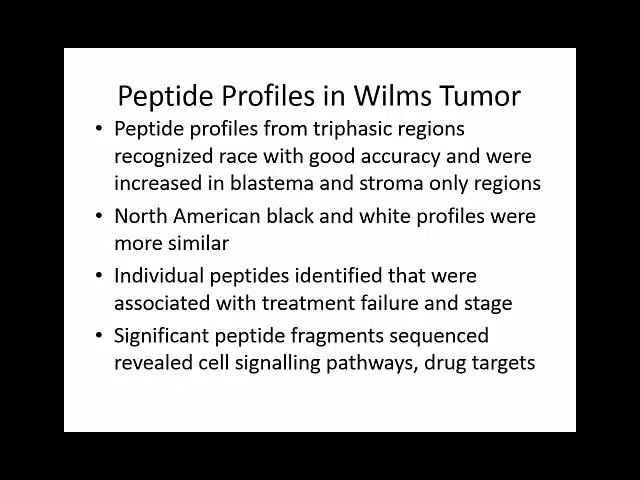 Peptide Profiles in Wilms Tumor
• Peptide profiles from triphasic regions
recognized race with good accuracy and were
increased in blastema and stroma only regions
• North American black and white profiles were
more similar
• Individual peptides identified that were
associated with treatment failure and stage
• Significant peptide fragments sequenced
revealed cell signalling pathways, drug targets